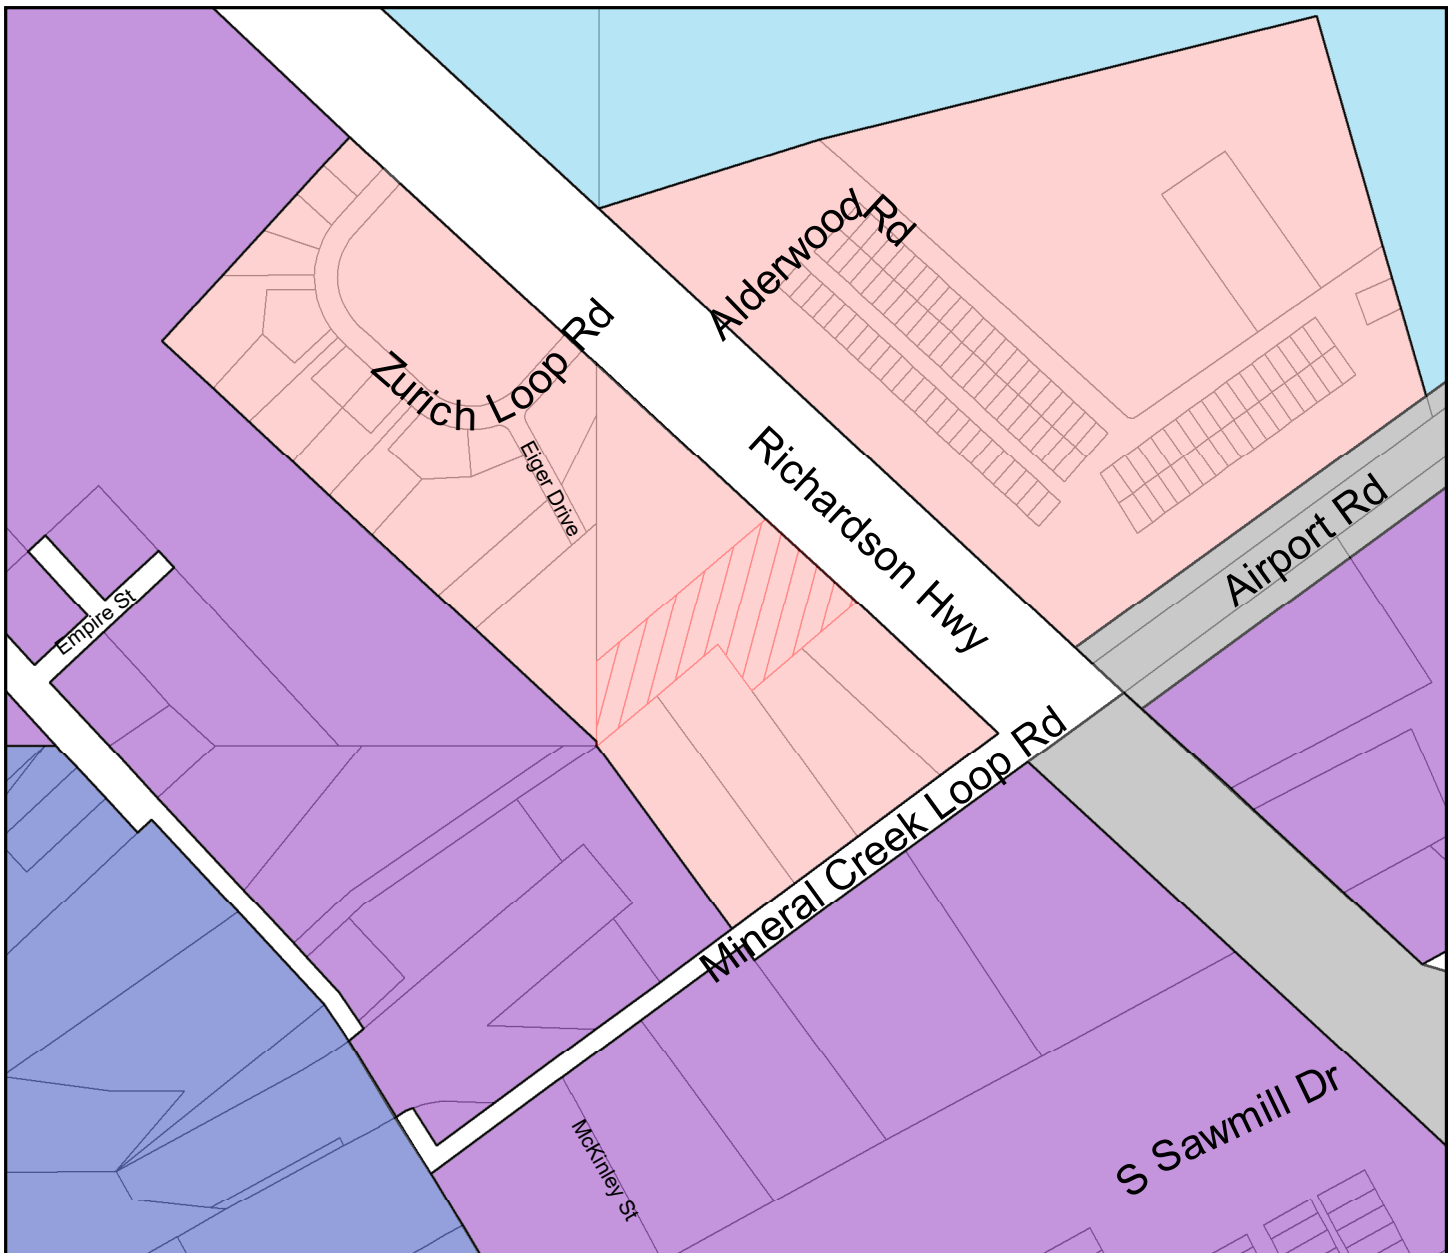 Alderwood Rd
Zurich Loop Rd
Eiger Drive
Richardson Hwy
Airport Rd
Empire St
Mineral Creek Loop Rd
S Sawmill Dr
McKinley St